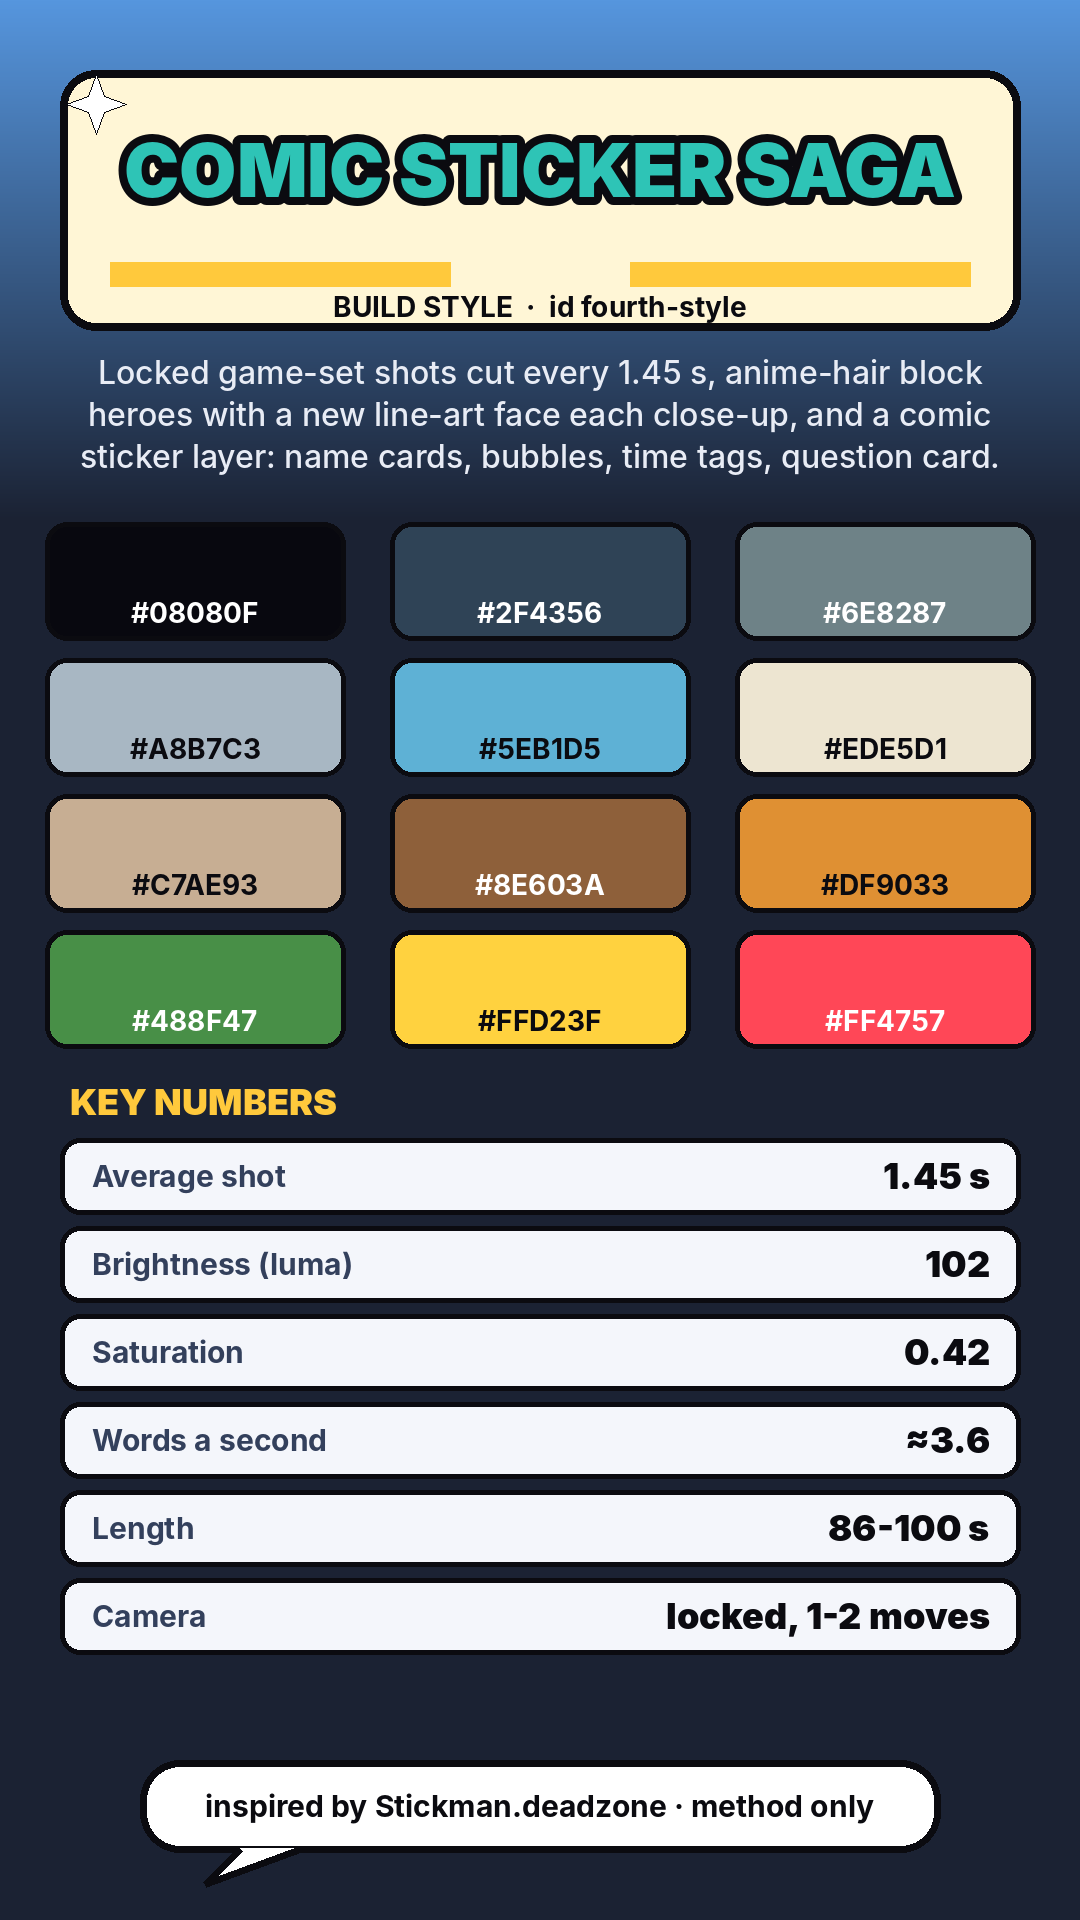 COMIC STICKER SAGA
BUILD STYLE · id fourth-style
Locked game-set shots cut every 1.45 s, anime-hair block
heroes with a new line-art face each close-up, and a comic
sticker layer: name cards, bubbles, time tags, question card.
#08080F #2F4356 #6E8287
#A8B7C3 #5EB1D5 #EDE5D1
#C7AE93 #8E603A #DF9033
#488F47 #FFD23F #FF4757
KEY NUMBERS
Average shot 1.45 s
Brightness (luma) 102
Saturation 0.42
Words a second ≈3.6
Length 86-100 s
Camera locked, 1-2 moves
inspired by Stickman.deadzone · method only